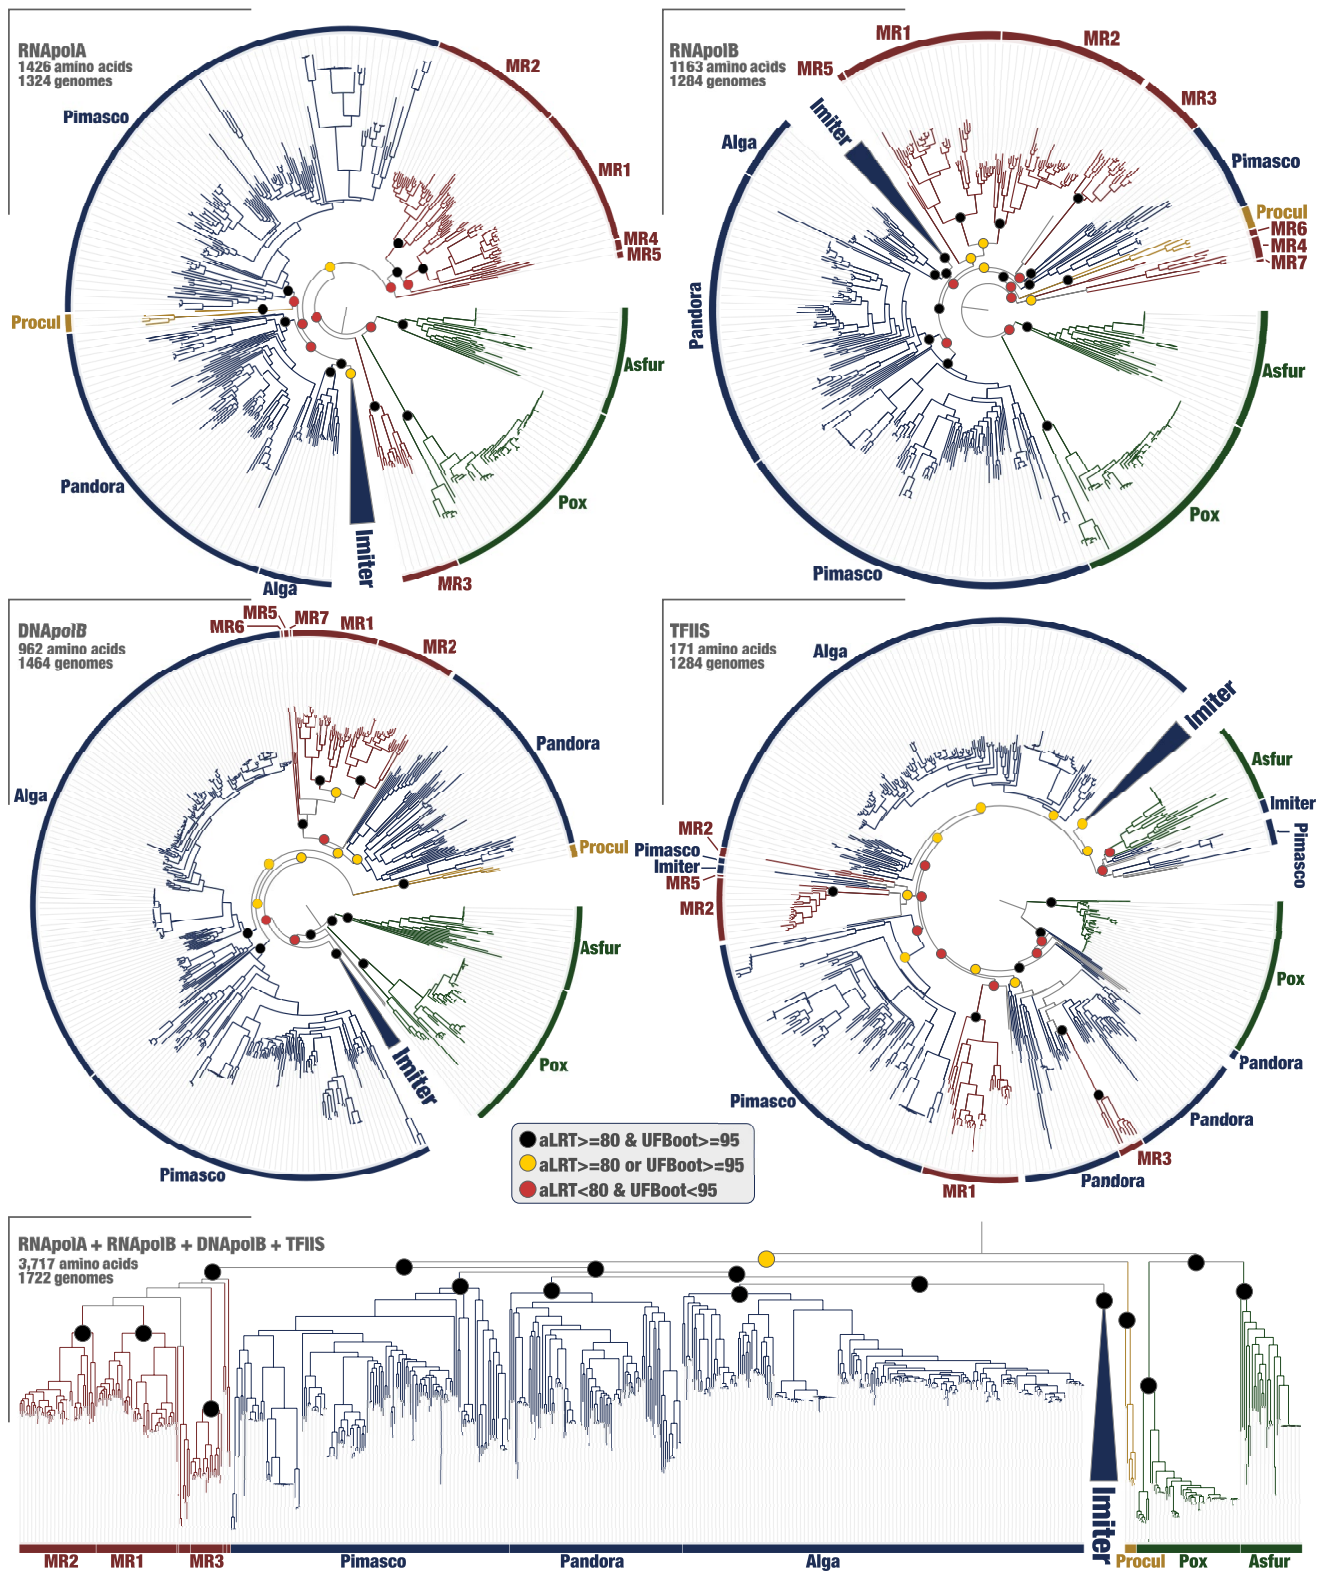 RNApolA
1426 amino acids
1324 genomes
Pimasco
MR2
MR1
MR4
MR5
Procul
Asfur
Pandora
Pox
Imiter
Alga
MR3
RNApolB
1163 amino acids
1284 genomes
MR1
MR2
MR5
MR3
Imiter
Alga
Pimasco
Procul
MR6
MR4
MR7
Pandora
Asfur
Pox
Pimasco
DNApolB
962 amino acids
1464 genomes
MR5
MR6
MR7
MR1
MR2
Pandora
Alga
Procul
Asfur
Pox
Imiter
Pimasco
TFIIS
171 amino acids
1284 genomes
Alga
Imiter
Asfur
Imiter
Pimasco
MR2
Pimasco
Imiter
MR5
MR2
Pox
Pandora
Pimasco
Pandora
MR3
Pandora
MR1
aLRT>=80 & UFBoot>=95
aLRT>=80 or UFBoot>=95
aLRT<80 & UFBoot<95
RNApolA + RNApolB + DNApolB + TFIIS
3,717 amino acids
1722 genomes
MR2 MR1 MR3 Pimasco Pandora Alga Imiter Procul Pox Asfur